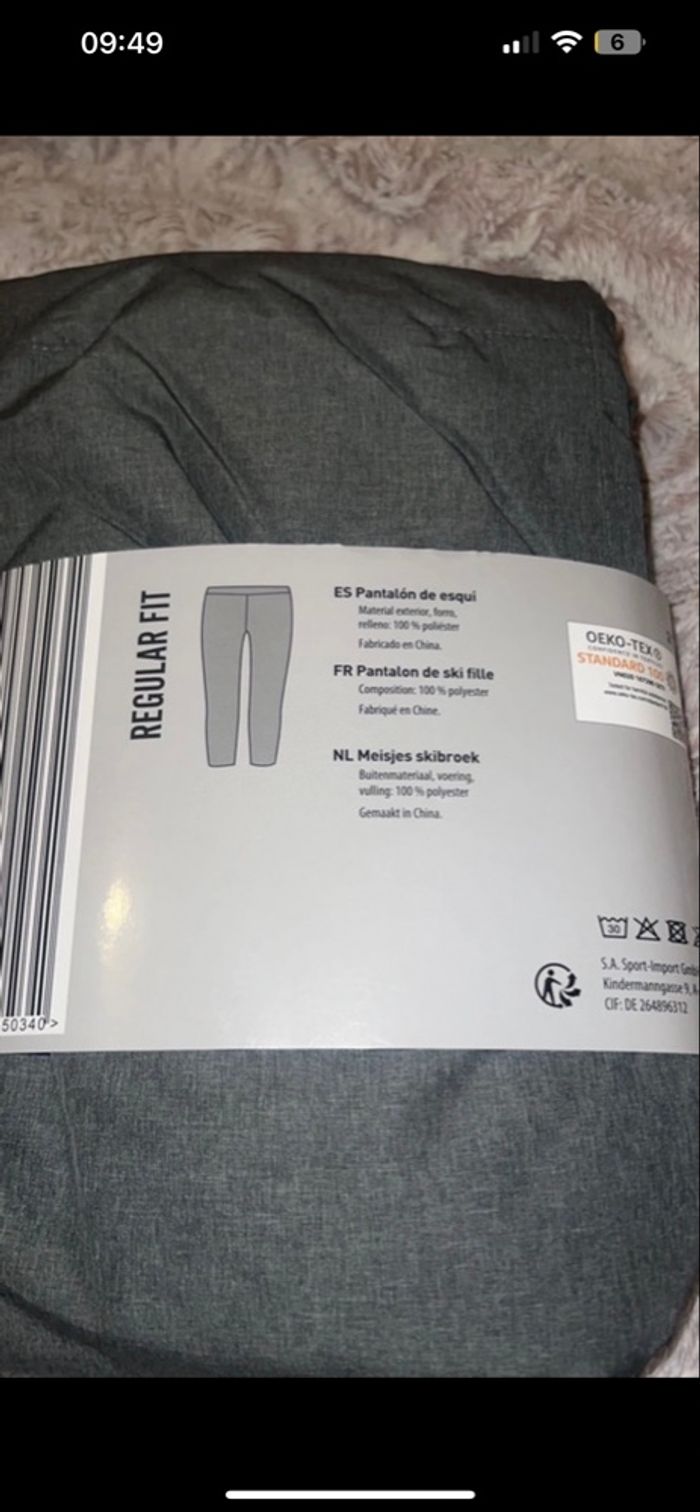 09:49
6
REGULAR FIT
ES Pantalón de esqui
Material exterior, forro,
relleno: 100 % poliéster
Fabricado en China.
FR Pantalon de ski fille
Composition: 100 % polyester
Fabriqué en Chine.
NL Meisjes skibroek
Buitenmateriaal, voering,
vulling: 100 % polyester
Gemaakt in China.
OEKO-TEX
STANDARD 100
30
S.A. Sport-Import
Kindermanngasse 9,
CIF: DE 264896312
50340>